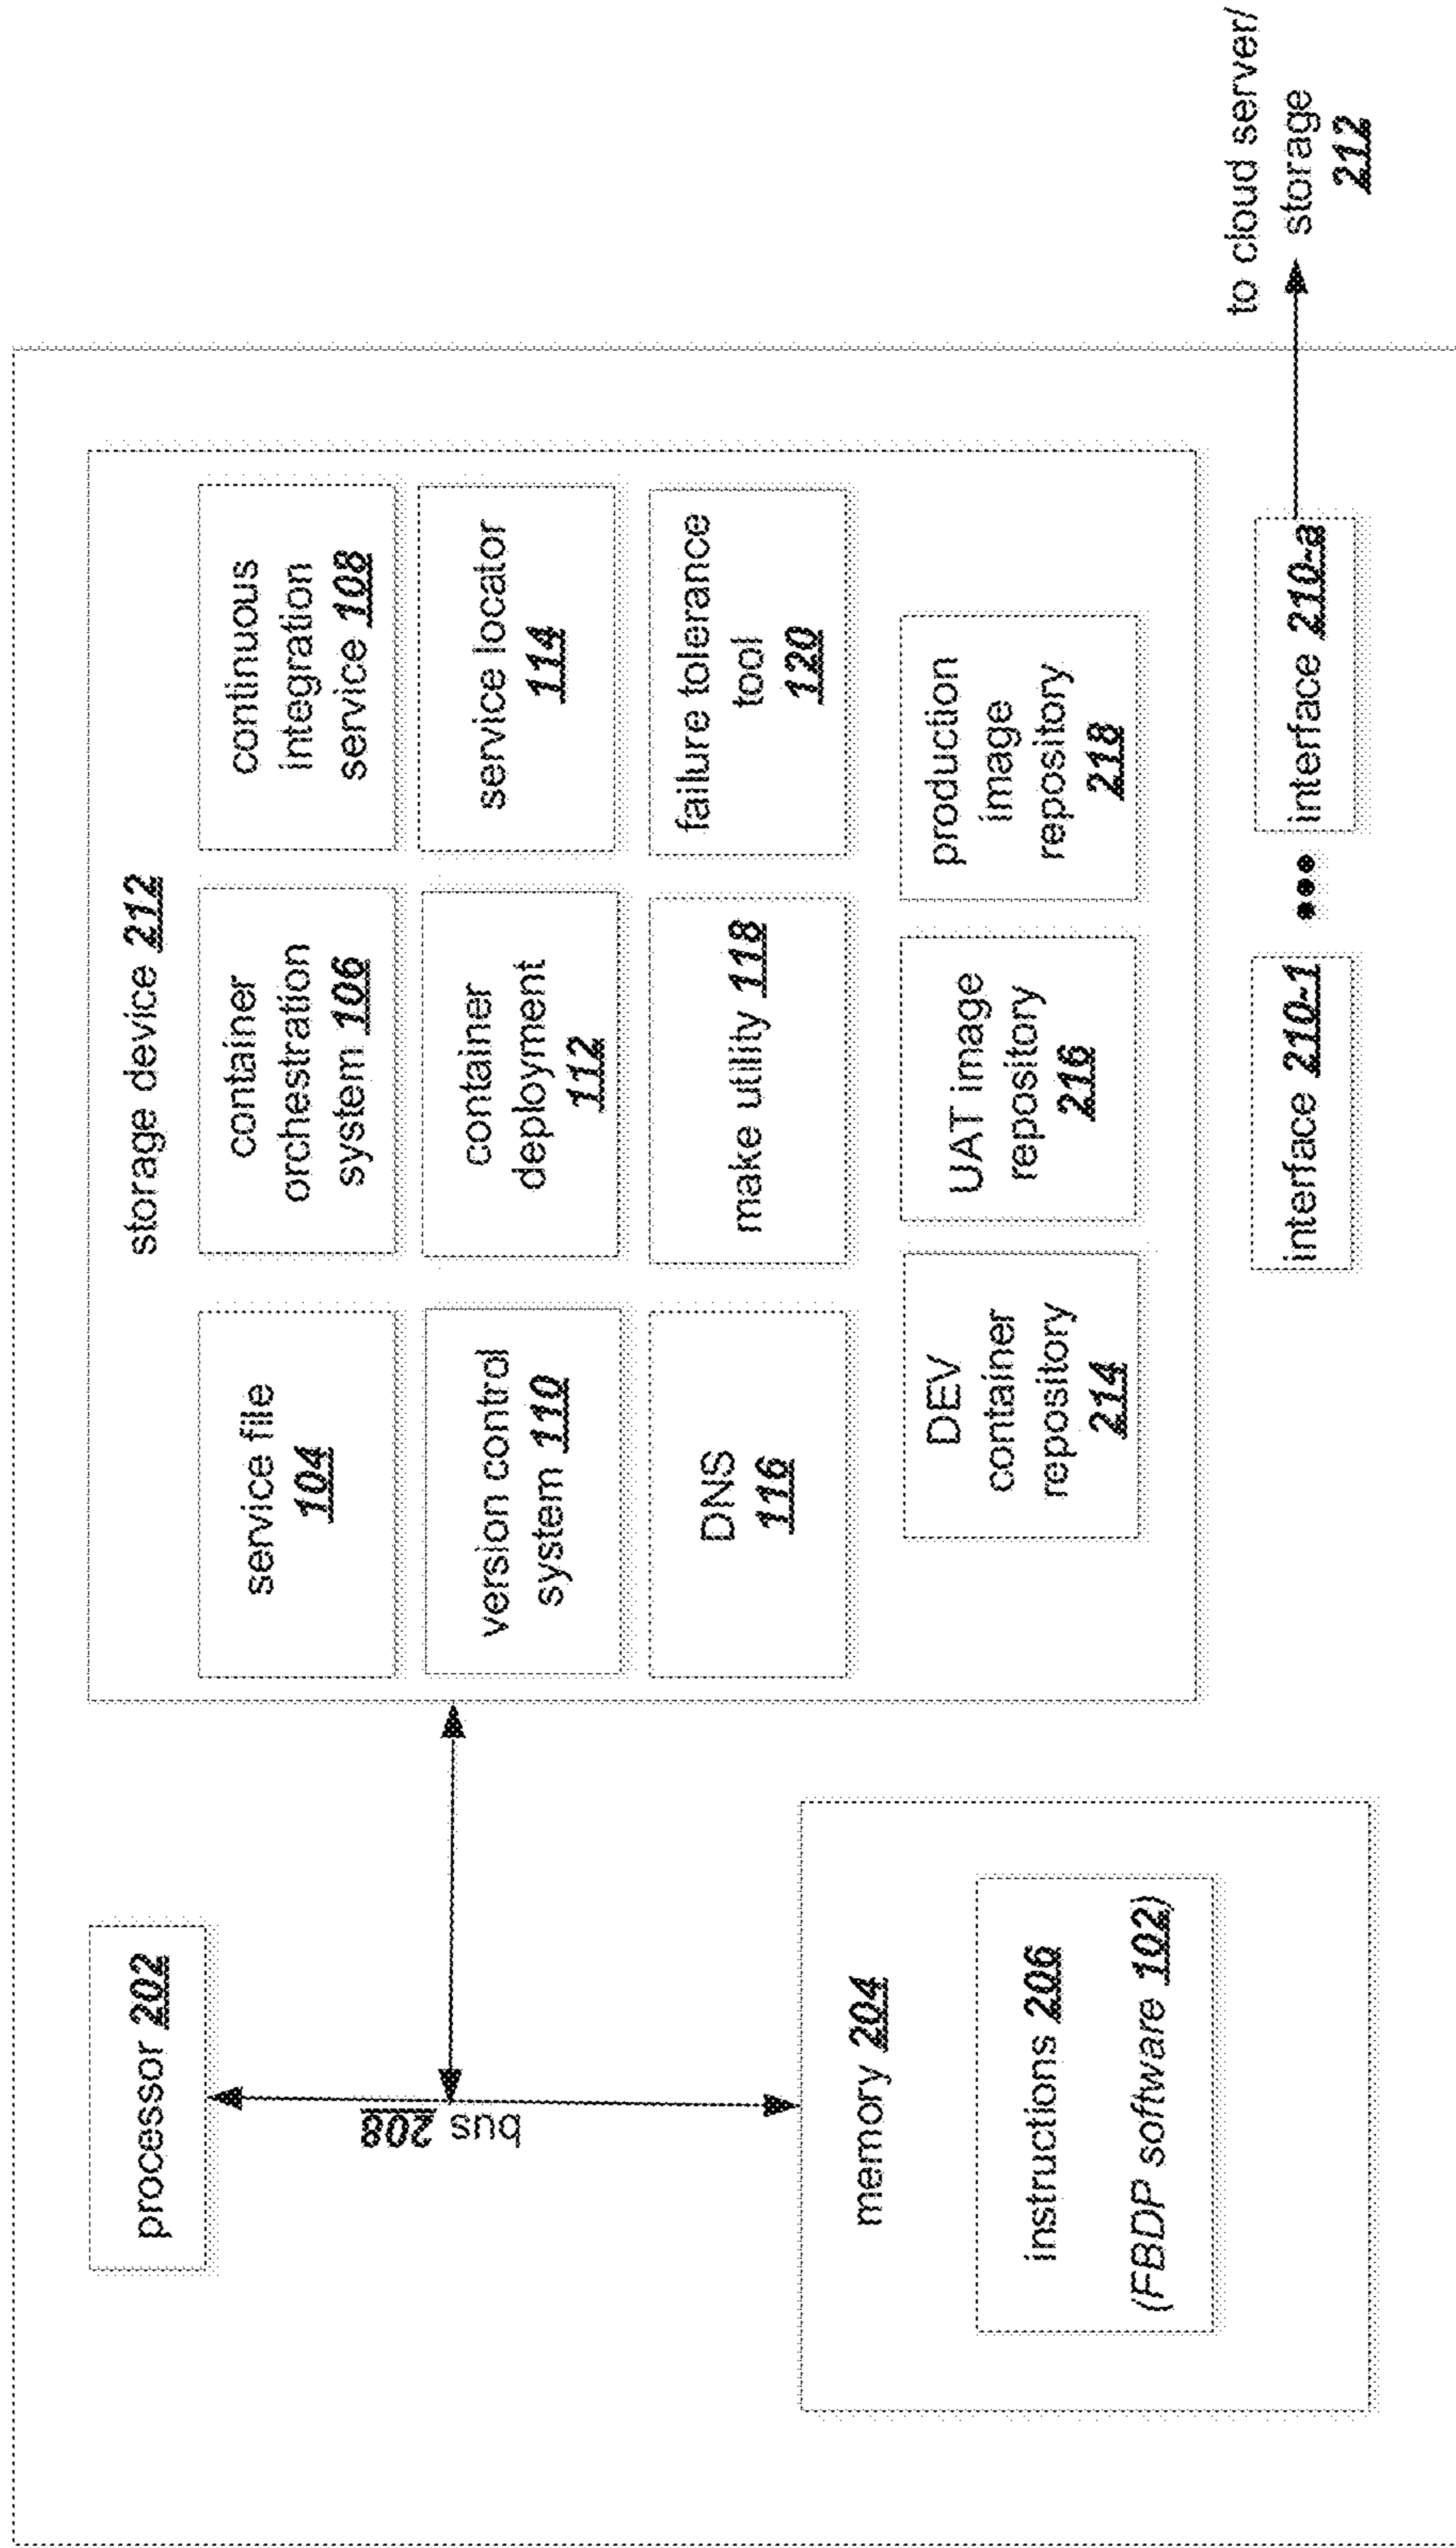 processor 202
bus 208
memory 204
instructions 206
(FBDP software 102)
storage device 212
service file
104
container
orchestration
system 106
continuous
integration
service 108
version control
system 110
container
deployment
112
service locator
114
DNS
116
make utility 118
failure tolerance
tool
120
DEV
container
repository
214
UAT image
repository
216
production
image
repository
218
interface 210-1
interface 210-a
to cloud server/
storage
212